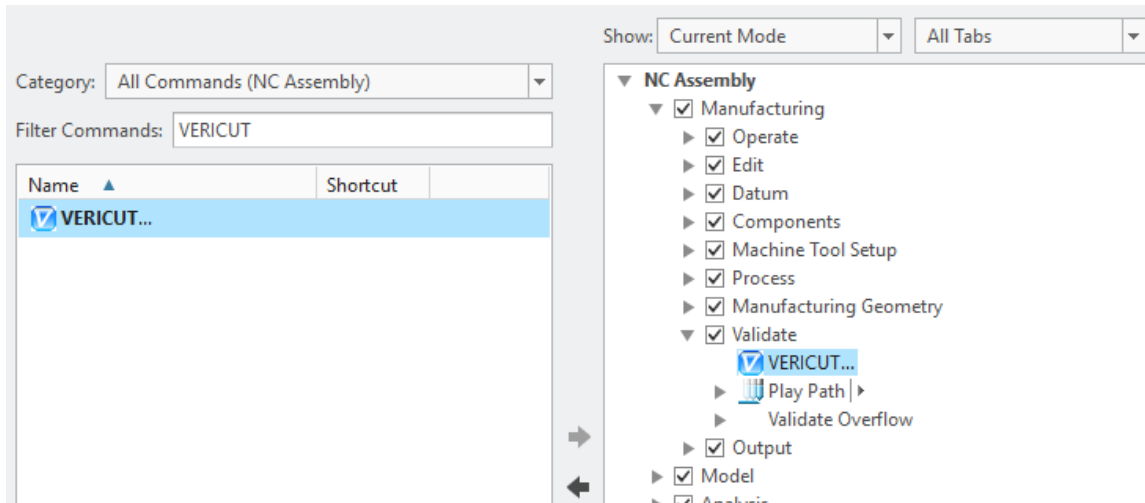 Show: Current Mode All Tabs
Category: All Commands (NC Assembly)
Filter Commands: VERICUT
Name Shortcut
VERICUT...
NC Assembly
Manufacturing
Operate
Edit
Datum
Components
Machine Tool Setup
Process
Manufacturing Geometry
Validate
VERICUT...
Play Path
Validate Overflow
Output
Model
Analysis